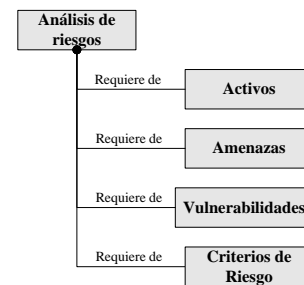 Análisis de
riesgos
Requiere de
Activos
Requiere de
Amenazas
Requiere de
Vulnerabilidades
Requiere de
Criterios de
Riesgo